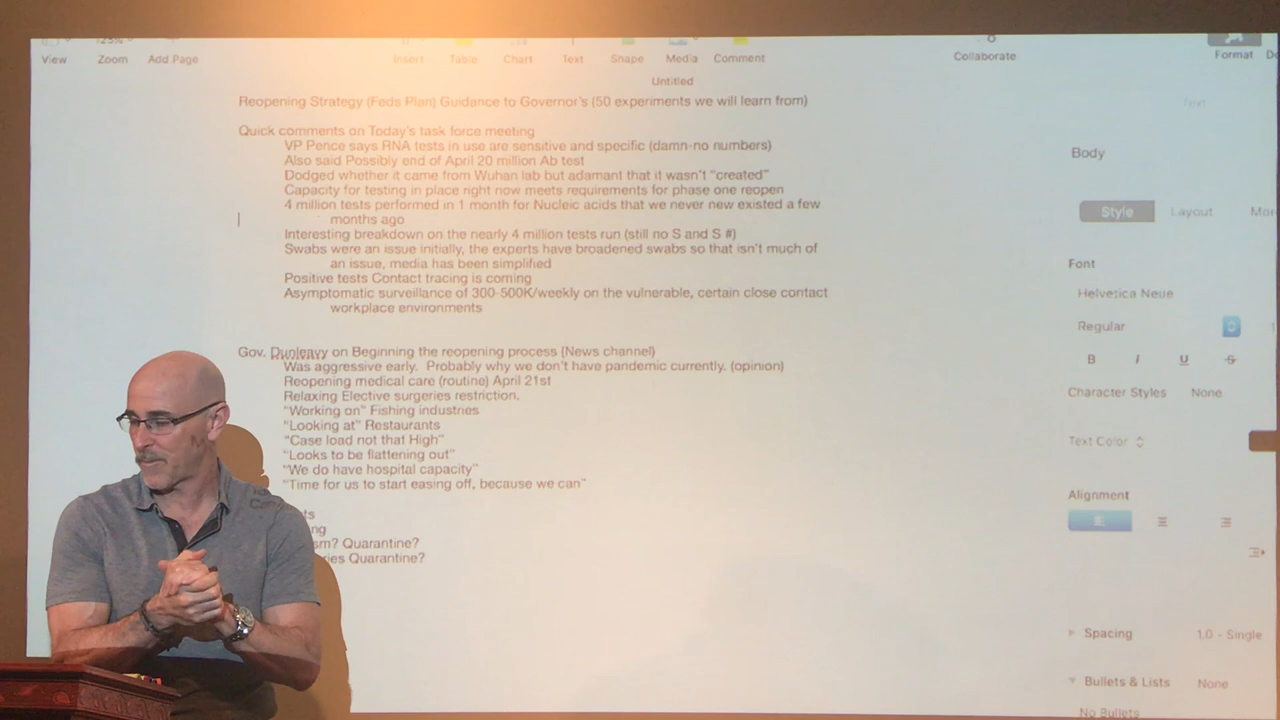 125%
View Zoom Add Page Insert Table Chart Text Shape Media Comment Collaborate Format
Untitled
Reopening Strategy (Feds Plan) Guidance to Governor's (50 experiments we will learn from)
Text
Quick comments on Today's task force meeting
VP Pence says RNA tests in use are sensitive and specific (damn-no numbers)
Also said Possibly end of April 20 million Ab test
Dodged whether it came from Wuhan lab but adamant that it wasn't "created"
Capacity for testing in place right now meets requirements for phase one reopen
4 million tests performed in 1 month for Nucleic acids that we never new existed a few
months ago
Interesting breakdown on the nearly 4 million tests run (still no S and S #)
Swabs were an issue initially, the experts have broadened swabs so that isn't much of
an issue, media has been simplified
Positive tests Contact tracing is coming
Asymptomatic surveillance of 300-500K/weekly on the vulnerable, certain close contact
workplace environments
Gov. Dunleavy on Beginning the reopening process (News channel)
Was aggressive early. Probably why we don't have pandemic currently. (opinion)
Reopening medical care (routine) April 21st
Relaxing Elective surgeries restriction.
"Working on" Fishing industries
"Looking at" Restaurants
"Case load not that High"
"Looks to be flattening out"
"We do have hospital capacity"
"Time for us to start easing off, because we can"
ts
ng
sm? Quarantine?
ies Quarantine?
Body
Style Layout
Font
Helvetica Neue
Regular
B I U S
Character Styles None
Text Color
Alignment
Spacing 1.0 - Single
Bullets & Lists None
No Bullets